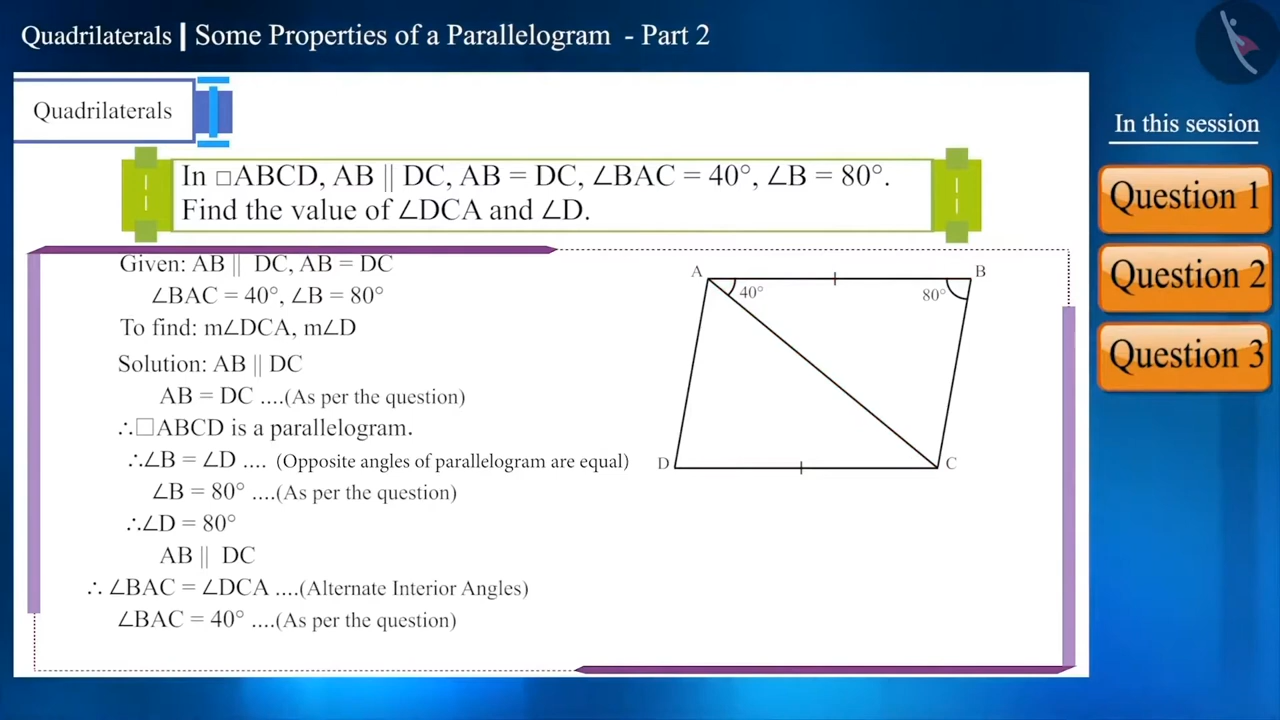 Quadrilaterals | Some Properties of a Parallelogram - Part 2
Quadrilaterals
In this session
Question 1
Question 2
Question 3
In □ABCD, AB || DC, AB = DC, ∠BAC = 40°, ∠B = 80°.
Find the value of ∠DCA and ∠D.
Given: AB || DC, AB = DC
∠BAC = 40°, ∠B = 80°
To find: m∠DCA, m∠D
Solution: AB || DC
AB = DC ....(As per the question)
∴□ABCD is a parallelogram.
∴∠B = ∠D .... (Opposite angles of parallelogram are equal)
∠B = 80° ....(As per the question)
∴∠D = 80°
AB || DC
∴ ∠BAC = ∠DCA ....(Alternate Interior Angles)
∠BAC = 40° ....(As per the question)
A B
40° 80°
D C